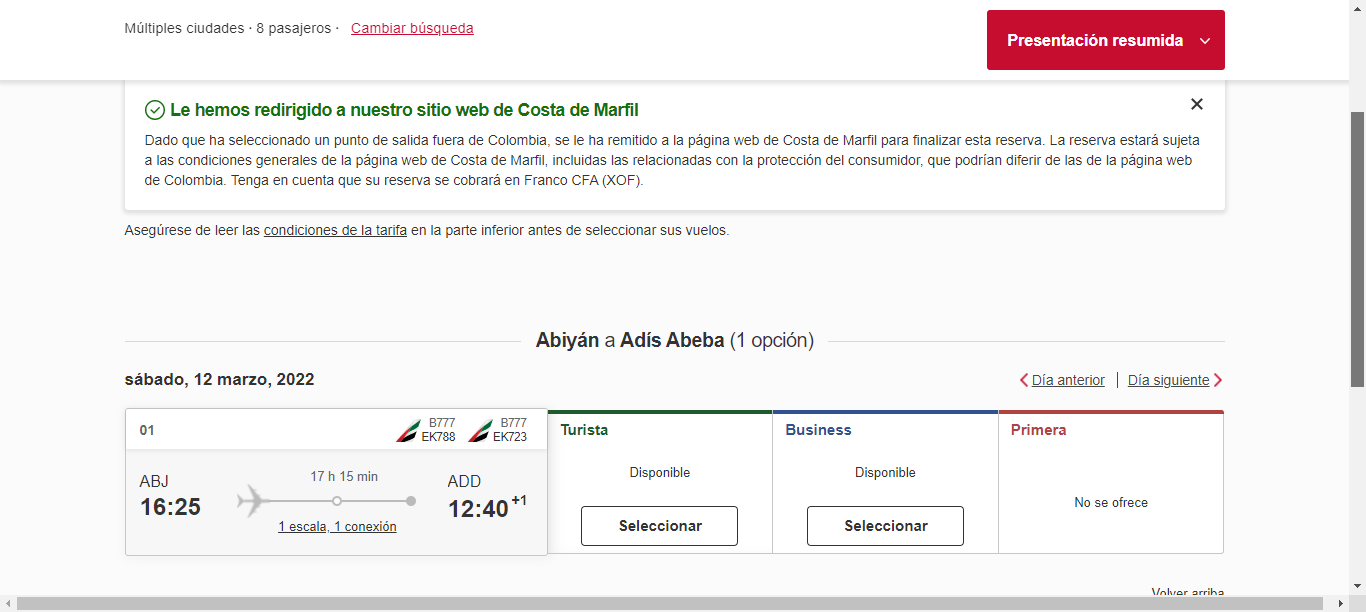 Múltiples ciudades · 8 pasajeros · Cambiar búsqueda
Presentación resumida
Le hemos redirigido a nuestro sitio web de Costa de Marfil
Dado que ha seleccionado un punto de salida fuera de Colombia, se le ha remitido a la página web de Costa de Marfil para finalizar esta reserva. La reserva estará sujeta
a las condiciones generales de la página web de Costa de Marfil, incluidas las relacionadas con la protección del consumidor, que podrían diferir de las de la página web
de Colombia. Tenga en cuenta que su reserva se cobrará en Franco CFA (XOF).
Asegúrese de leer las condiciones de la tarifa en la parte inferior antes de seleccionar sus vuelos.
Abiyán a Adís Abeba (1 opción)
sábado, 12 marzo, 2022
Día anterior | Día siguiente
01
B777
EK788
B777
EK723
ABJ
16:25
17 h 15 min
1 escala, 1 conexión
ADD
12:40 +1
Turista
Disponible
Seleccionar
Business
Disponible
Seleccionar
Primera
No se ofrece
Volver arriba